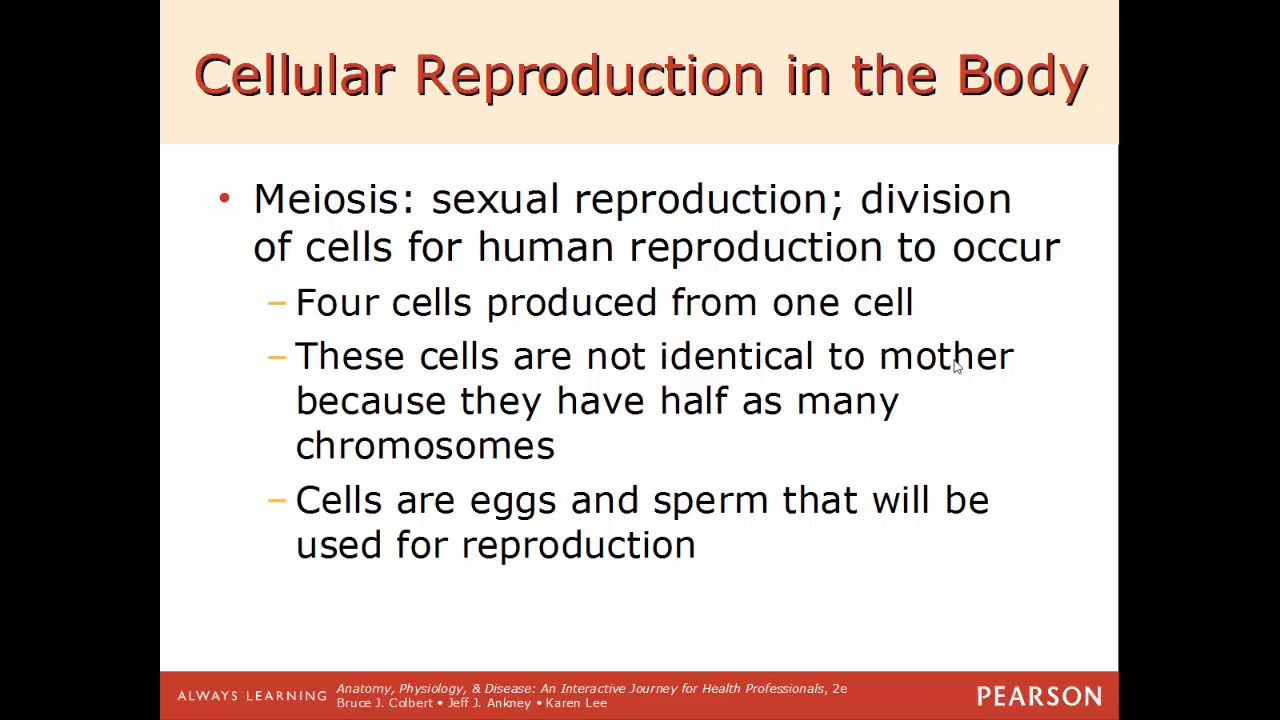 Cellular Reproduction in the Body
• Meiosis: sexual reproduction; division
of cells for human reproduction to occur
– Four cells produced from one cell
– These cells are not identical to mother
because they have half as many
chromosomes
– Cells are eggs and sperm that will be
used for reproduction
ALWAYS LEARNING
Anatomy, Physiology, & Disease: An Interactive Journey for Health Professionals, 2e
Bruce J. Colbert • Jeff J. Ankney • Karen Lee
PEARSON